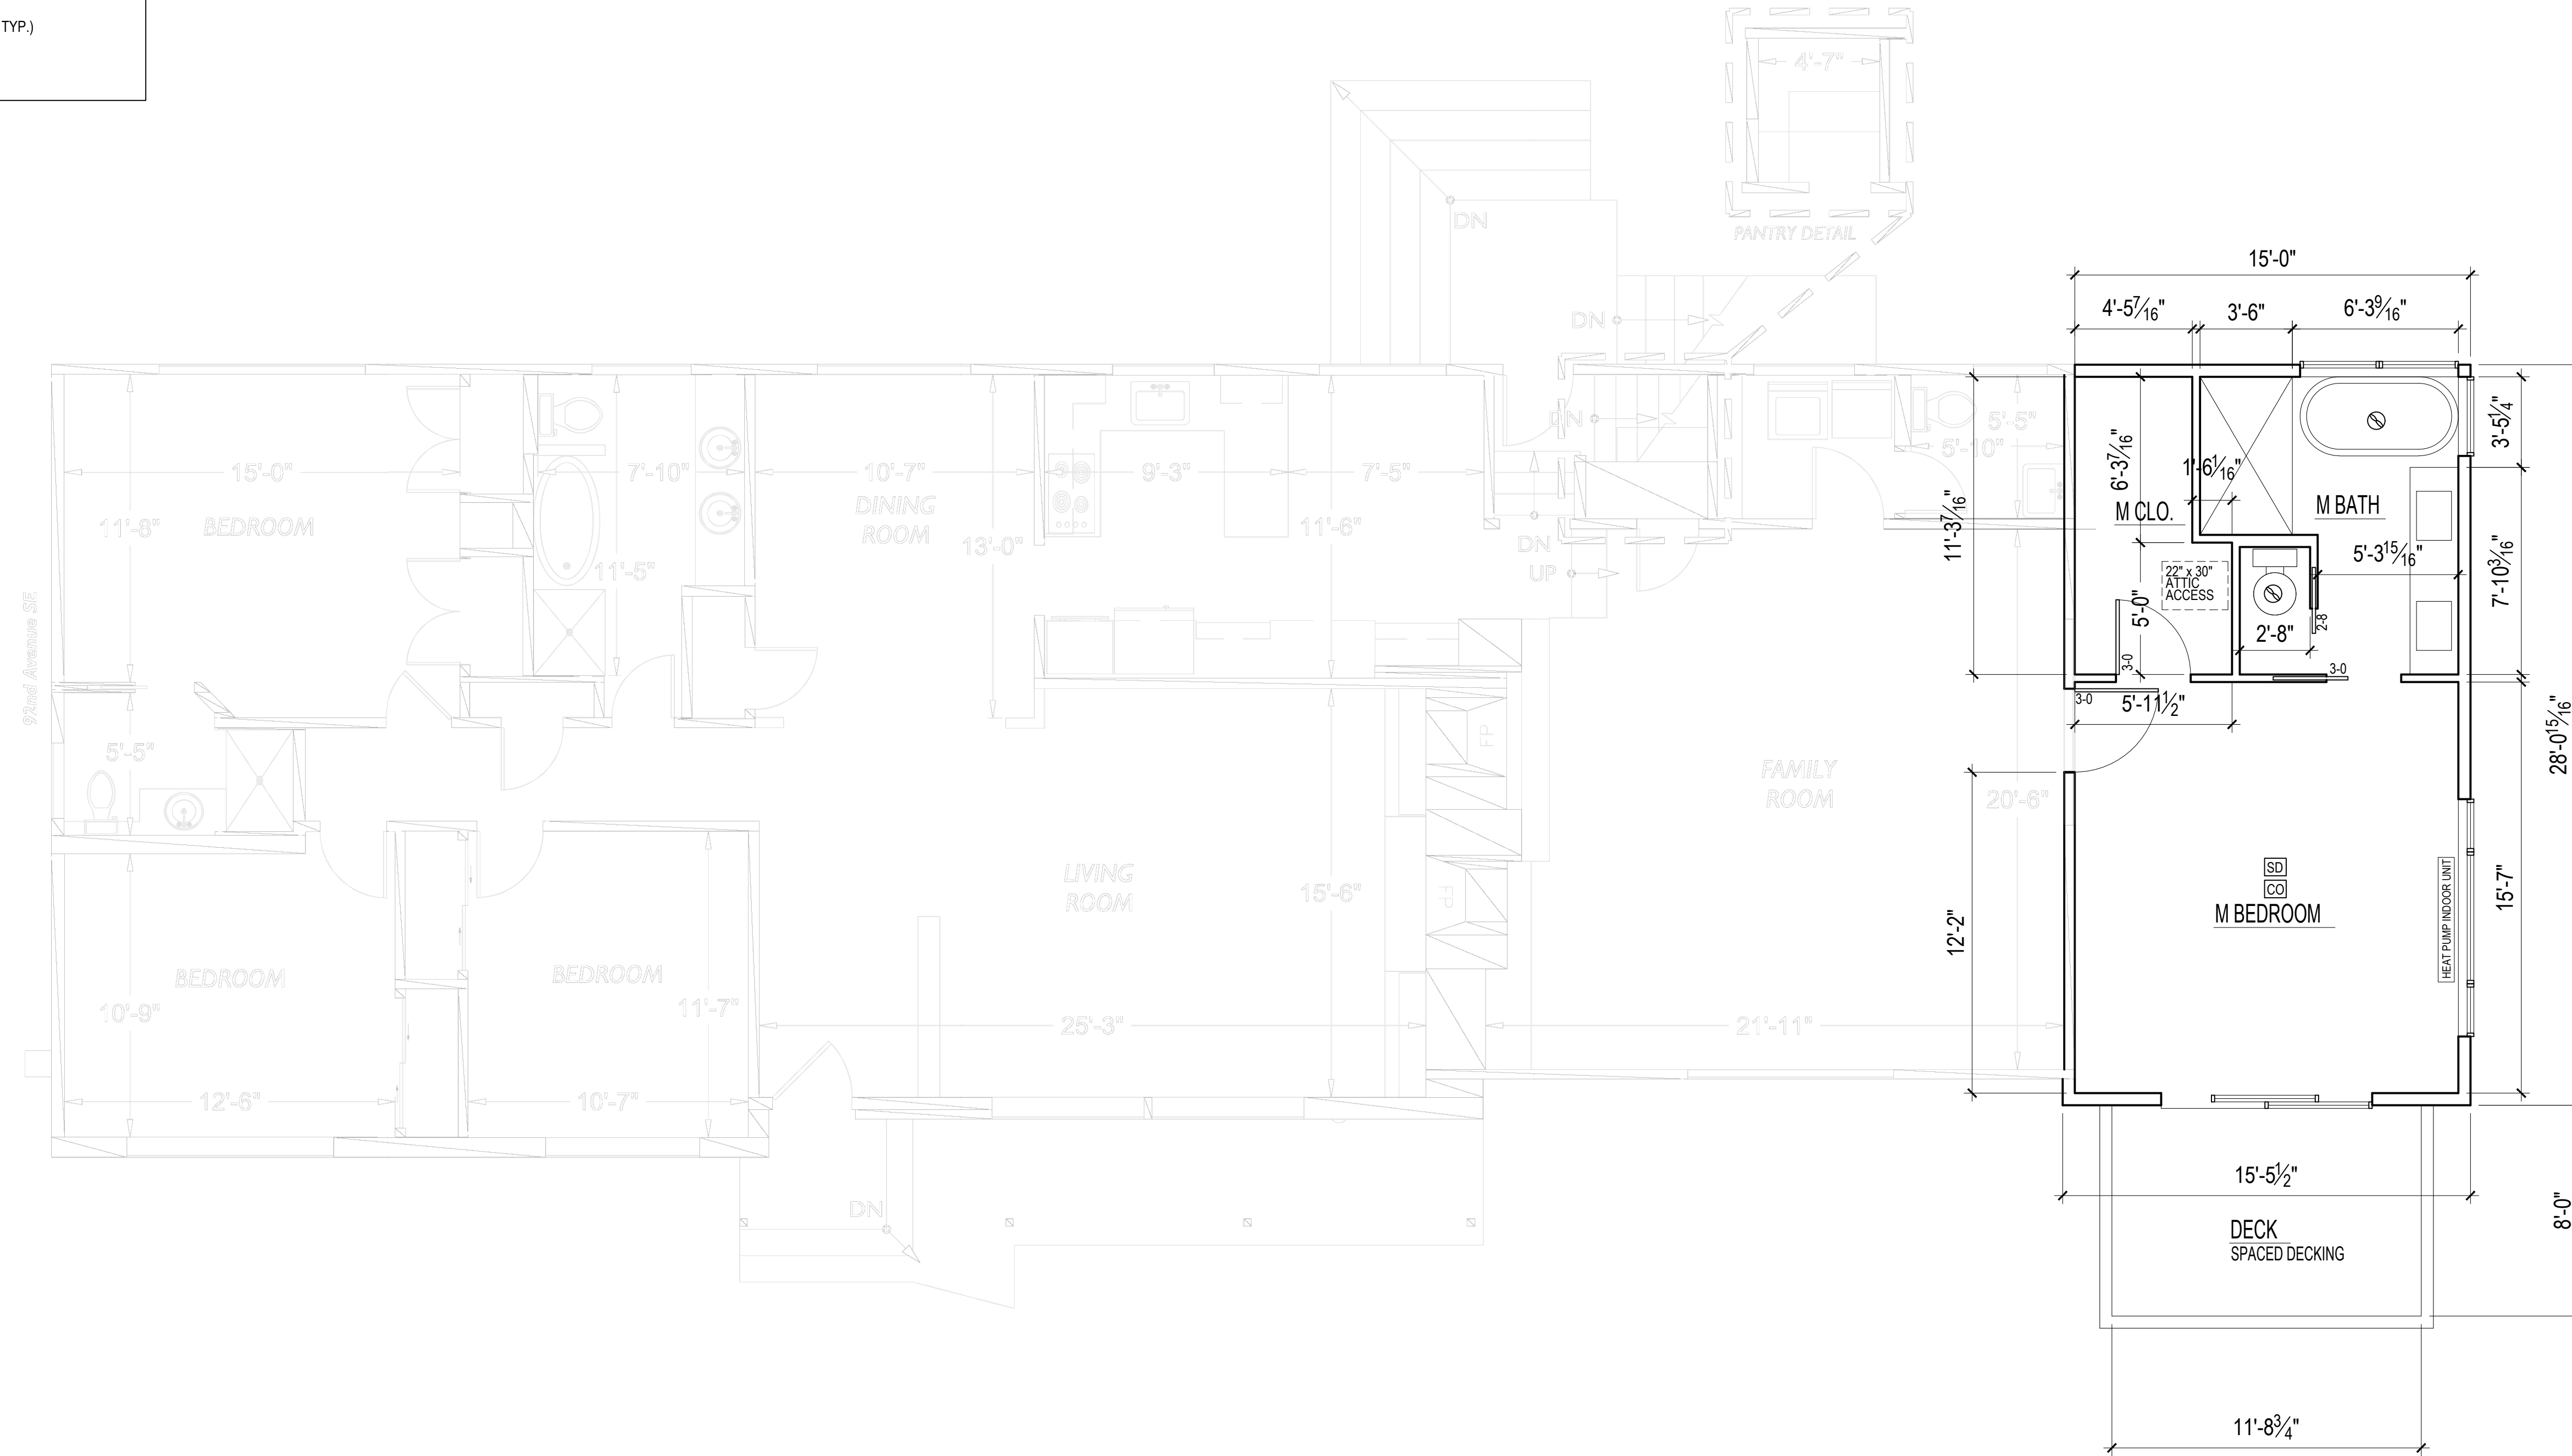 TYP.)
4'-7"
PANTRY DETAIL
DN
DN
DN
DN
UP
15'-0"
4'-5 7/16"
3'-6"
6'-3 9/16"
92nd Avenue SE
15'-0"
11'-8"
BEDROOM
7'-10"
11'-5"
10'-7"
DINING
ROOM
13'-0"
9'-3"
7'-5"
11'-6"
5'-5"
5'-10"
11'-3 7/16"
6'-3 7/16"
1'-6 1/16"
M CLO.
M BATH
3'-5 1/4"
5'-3 15/16"
7'-10 3/16"
22" x 30"
ATTIC
ACCESS
5'-0"
2'-8"
2-8
3-0
3-0
3-0
5'-11 1/2"
28'-0 15/16"
5'-5"
FP
FP
FAMILY
ROOM
20'-6"
LIVING
ROOM
15'-6"
SD
CO
M BEDROOM
HEAT PUMP INDOOR UNIT
15'-7"
12'-2"
BEDROOM
10'-9"
12'-6"
BEDROOM
11'-7"
10'-7"
25'-3"
21'-11"
DN
15'-5 1/2"
8'-0"
DECK
SPACED DECKING
11'-8 3/4"